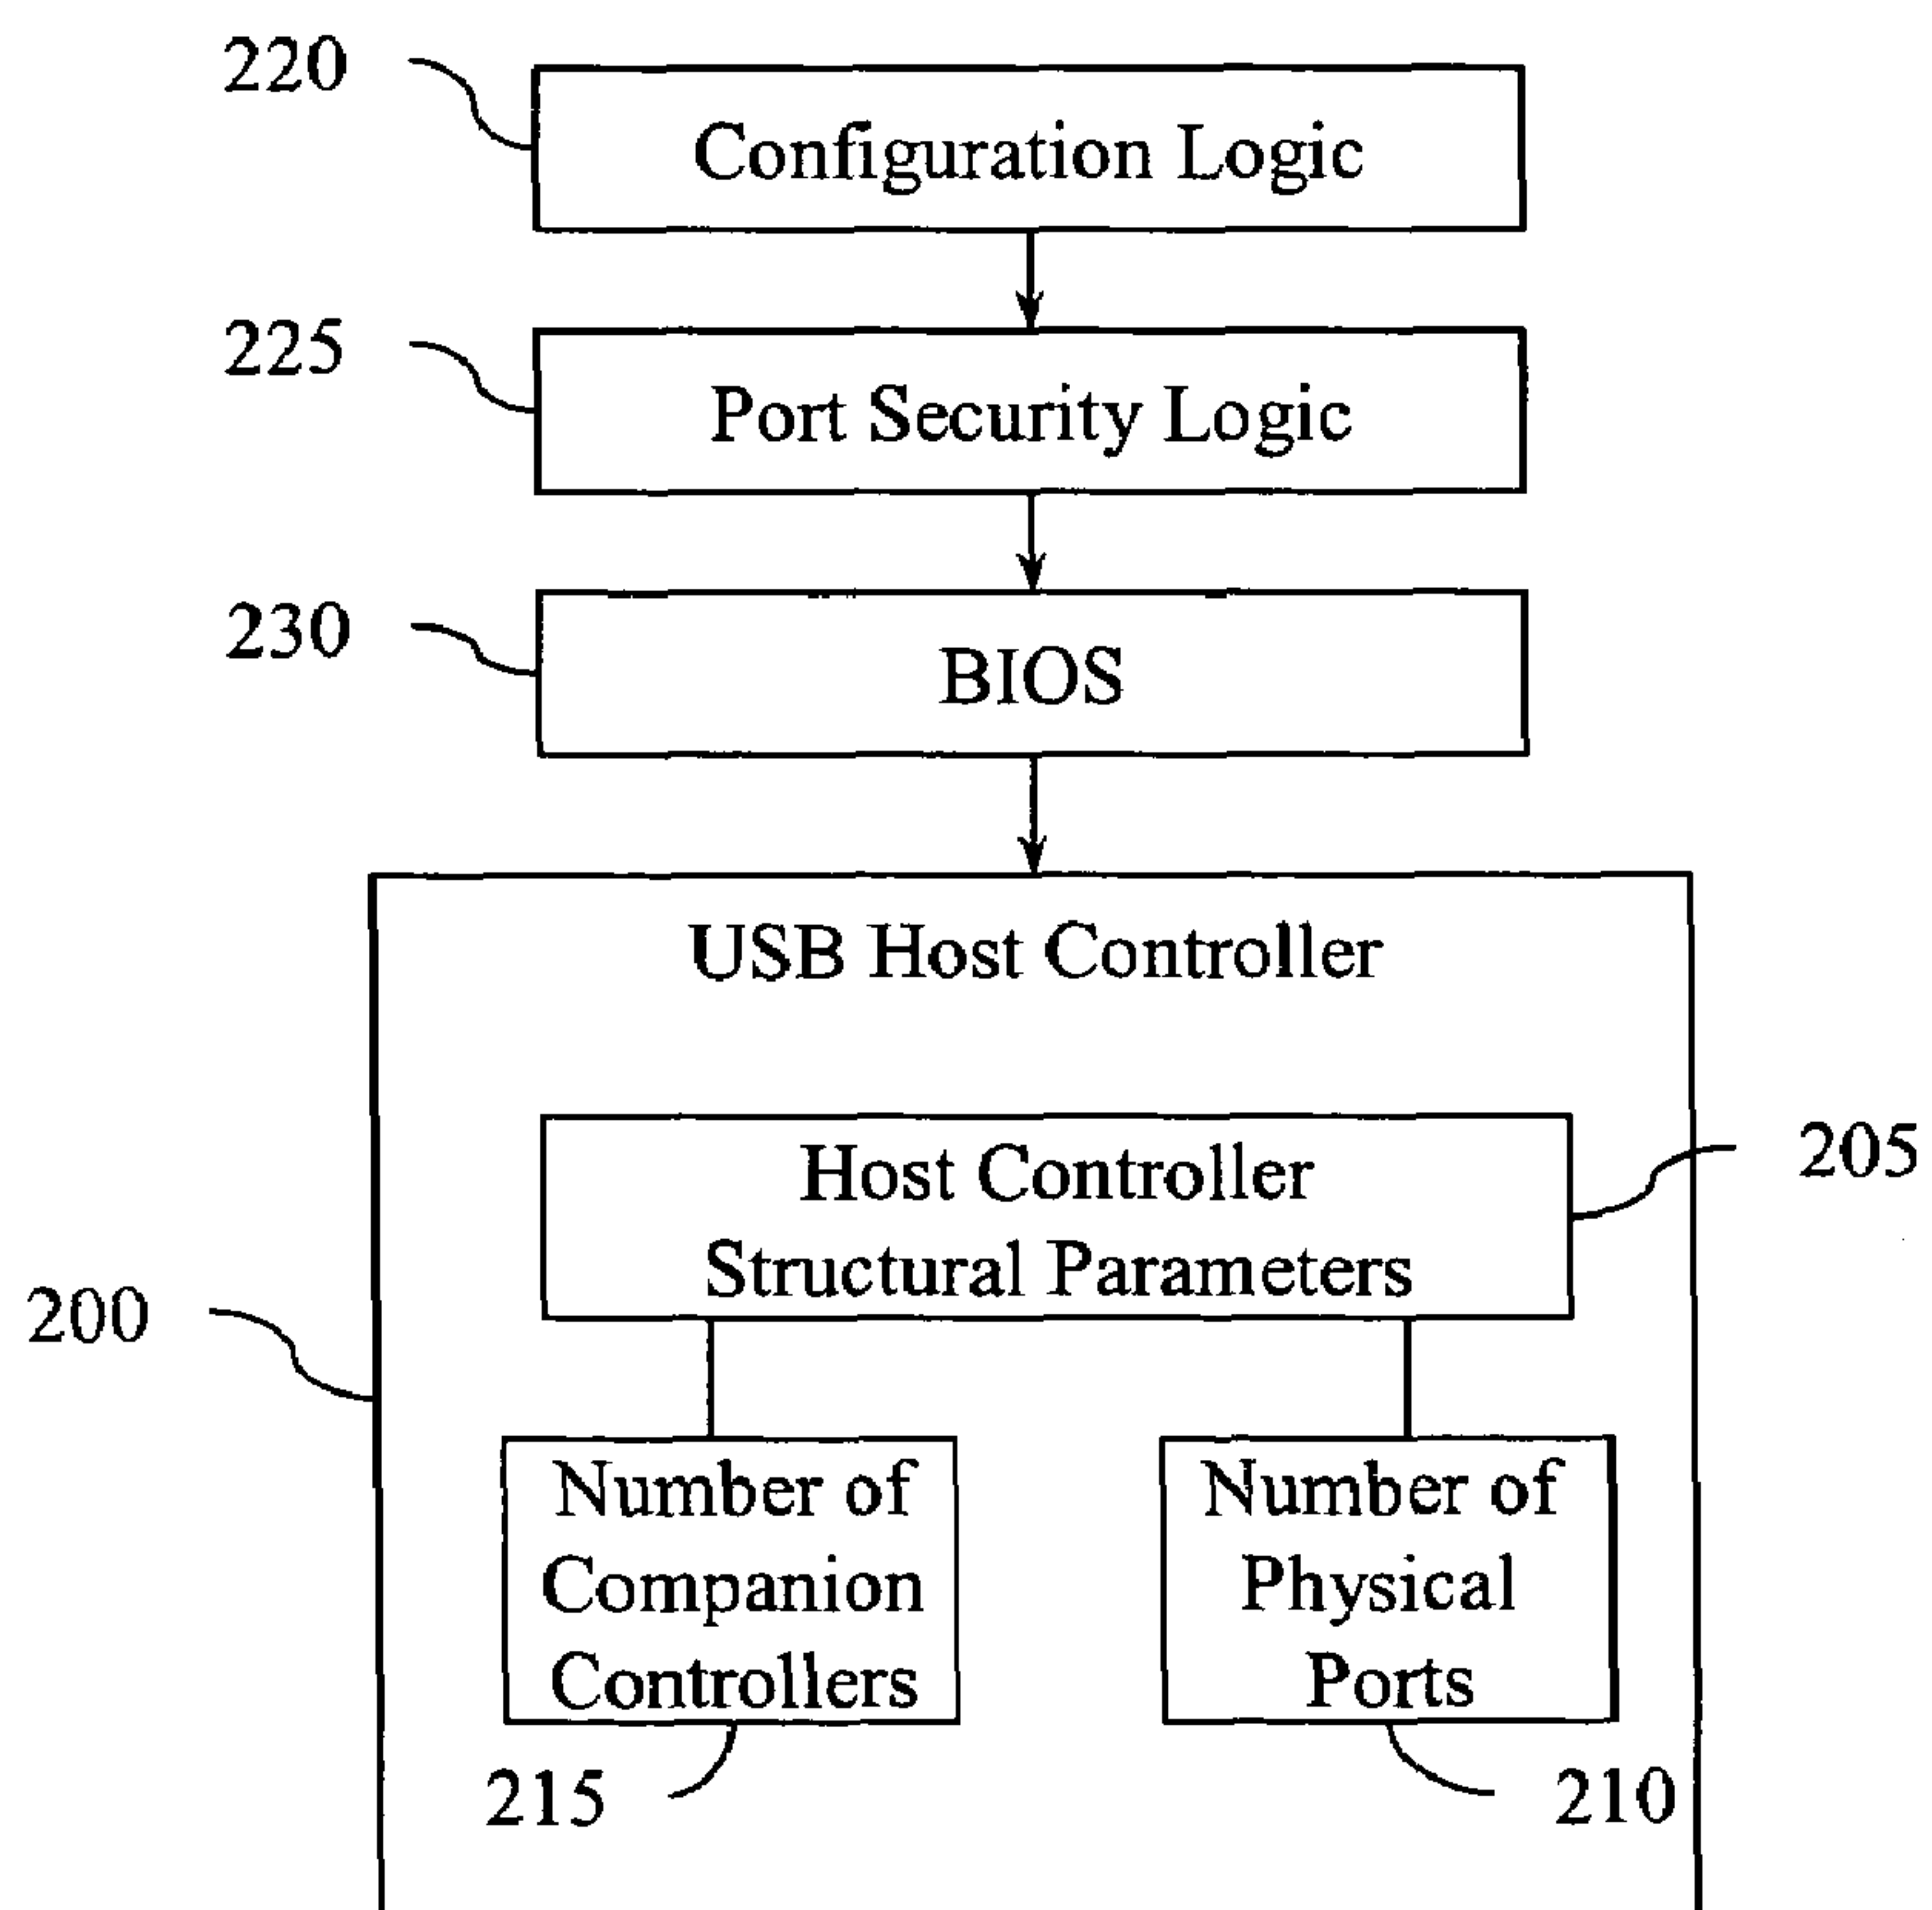 220
Configuration Logic
225
Port Security Logic
230
BIOS
USB Host Controller
205
Host Controller
Structural Parameters
200
Number of
Companion
Controllers
Number of
Physical
Ports
215
210